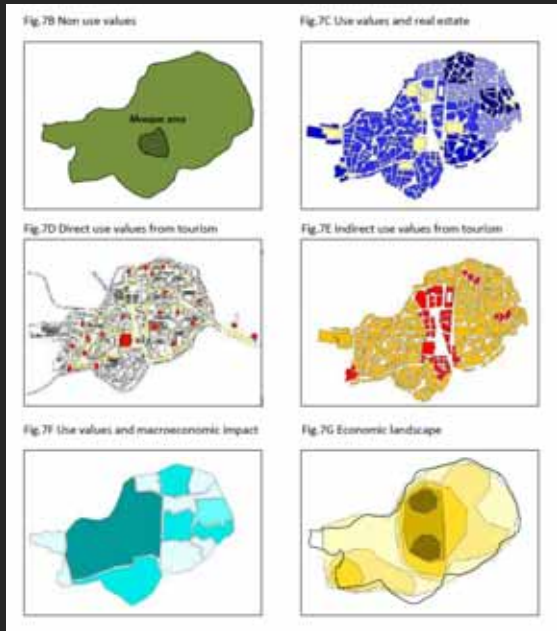 Fig.7B Non use values
Fig.7C Use values and real estate
Mosque area
Fig.7D Direct use values from tourism
Fig.7E Indirect use values from tourism
Fig.7F Use values and macroeconomic impact
Fig.7G Economic landscape